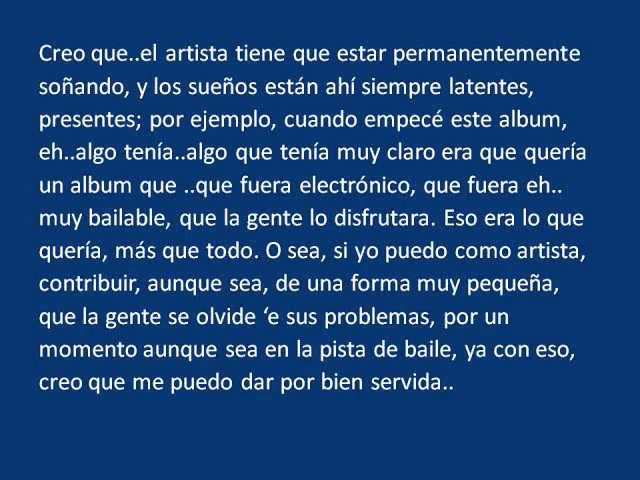 Creo que..el artista tiene que estar permanentemente
soñando, y los sueños están ahí siempre latentes,
presentes; por ejemplo, cuando empecé este album,
eh..algo tenía..algo que tenía muy claro era que quería
un album que ..que fuera electrónico, que fuera eh..
muy bailable, que la gente lo disfrutara. Eso era lo que
quería, más que todo. O sea, si yo puedo como artista,
contribuir, aunque sea, de una forma muy pequeña,
que la gente se olvide ‘e sus problemas, por un
momento aunque sea en la pista de baile, ya con eso,
creo que me puedo dar por bien servida..